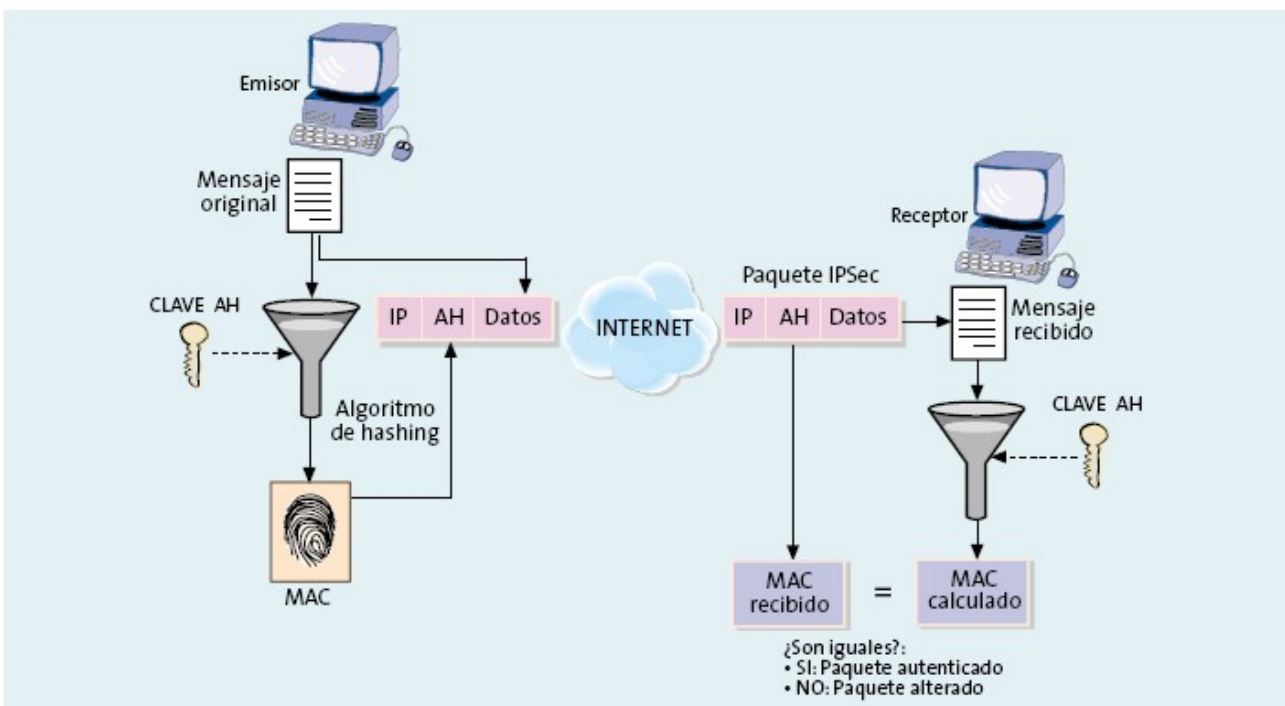 Emisor
Mensaje
original
CLAVE AH
IP AH Datos
Algoritmo
de hashing
MAC
INTERNET
Receptor
Paquete IPSec
IP AH Datos
Mensaje
recibido
CLAVE AH
MAC
recibido
=
MAC
calculado
¿Son iguales?:
• SI: Paquete autenticado
• NO: Paquete alterado